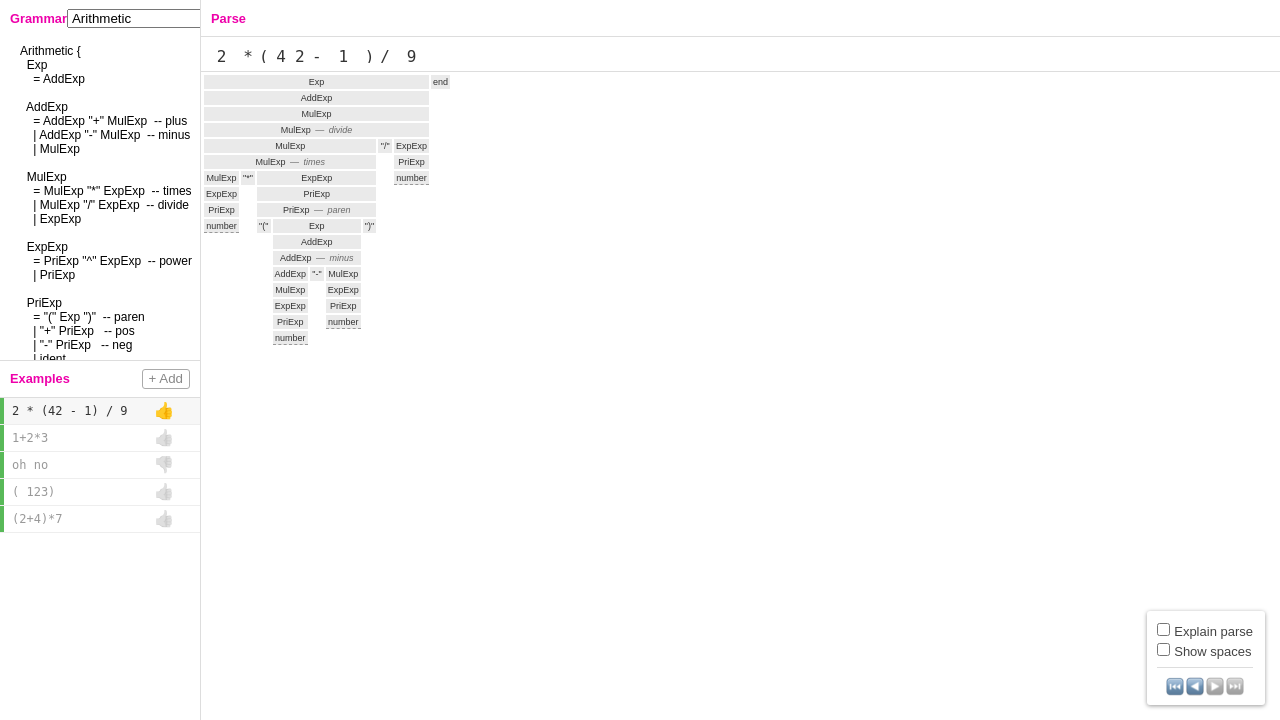 Grammar Arithmetic
Arithmetic {
Exp
= AddExp
AddExp
= AddExp "+" MulExp -- plus
| AddExp "-" MulExp -- minus
| MulExp
MulExp
= MulExp "*" ExpExp -- times
| MulExp "/" ExpExp -- divide
| ExpExp
ExpExp
= PriExp "^" ExpExp -- power
| PriExp
PriExp
= "(" Exp ")" -- paren
| "+" PriExp -- pos
| "-" PriExp -- neg
| ident
Examples + Add
2 * (42 - 1) / 9
1+2*3
oh no
( 123)
(2+4)*7
Parse
2 * ( 4 2 - 1 ) / 9
Exp end
AddExp
MulExp
MulExp — divide
MulExp "/" ExpExp
MulExp — times PriExp
MulExp "*" ExpExp number
ExpExp PriExp
PriExp PriExp — paren
number "(" Exp ")"
AddExp
AddExp — minus
AddExp "-" MulExp
MulExp ExpExp
ExpExp PriExp
PriExp number
number
Explain parse
Show spaces